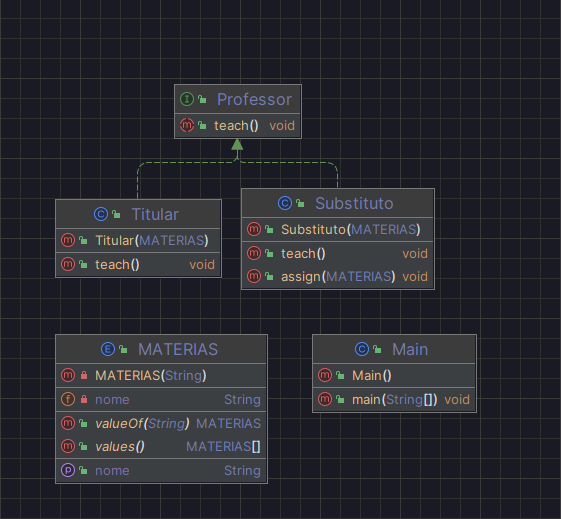 Professor
teach() void
Titular
Titular(MATERIAS)
teach() void
Substituto
Substituto(MATERIAS)
teach() void
assign(MATERIAS) void
MATERIAS
MATERIAS(String)
nome String
valueOf(String) MATERIAS
values() MATERIAS[]
nome String
Main
Main()
main(String[]) void